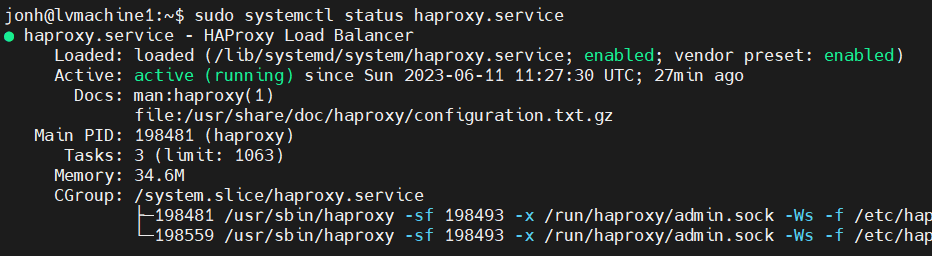 jonh@lvmachine1:~$ sudo systemctl status haproxy.service
● haproxy.service - HAProxy Load Balancer
Loaded: loaded (/lib/systemd/system/haproxy.service; enabled; vendor preset: enabled)
Active: active (running) since Sun 2023-06-11 11:27:30 UTC; 27min ago
Docs: man:haproxy(1)
file:/usr/share/doc/haproxy/configuration.txt.gz
Main PID: 198481 (haproxy)
Tasks: 3 (limit: 1063)
Memory: 34.6M
CGroup: /system.slice/haproxy.service
├─198481 /usr/sbin/haproxy -sf 198493 -x /run/haproxy/admin.sock -Ws -f /etc/hap
└─198559 /usr/sbin/haproxy -sf 198493 -x /run/haproxy/admin.sock -Ws -f /etc/hap